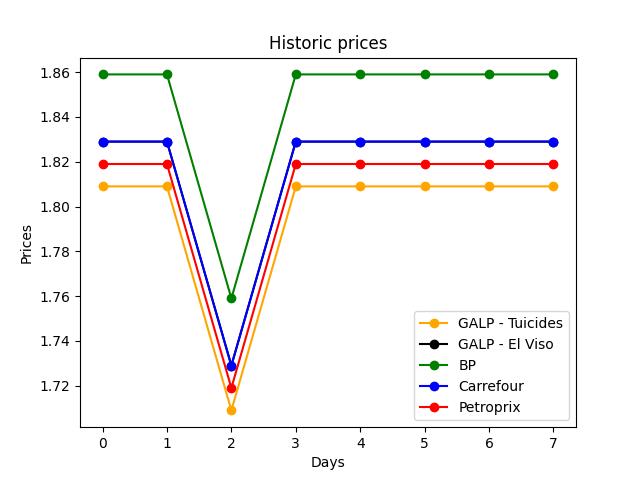 Historic prices
Prices
1.86
1.84
1.82
1.80
1.78
1.76
1.74
1.72
GALP - Tuicides
GALP - El Viso
BP
Carrefour
Petroprix
0 1 2 3 4 5 6 7
Days